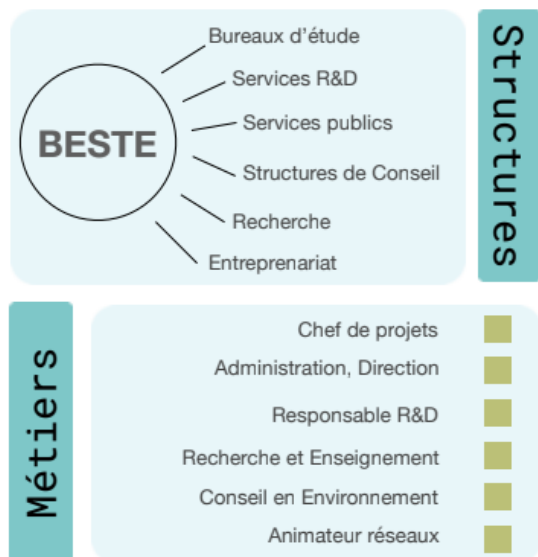 BESTE
Bureaux d'étude
Services R&D
Services publics
Structures de Conseil
Recherche
Entreprenariat
Structures
Métiers
Chef de projets
Administration, Direction
Responsable R&D
Recherche et Enseignement
Conseil en Environnement
Animateur réseaux